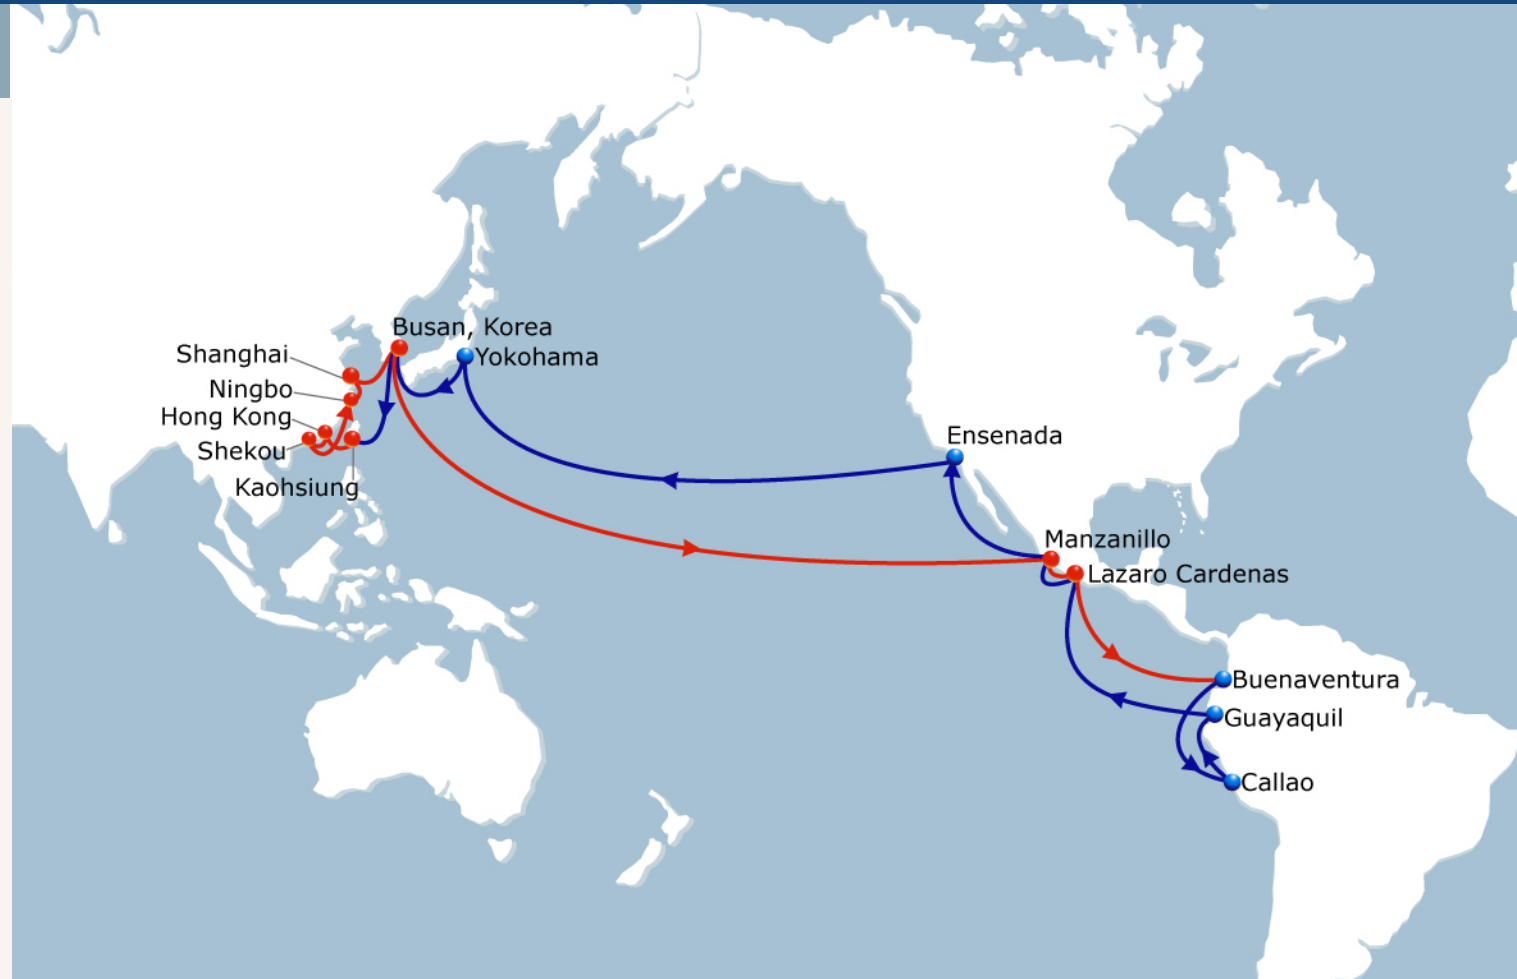 Busan, Korea
Shanghai
Yokohama
Ningbo
Hong Kong
Shekou
Kaohsiung
Ensenada
Manzanillo
Lazaro Cardenas
Buenaventura
Guayaquil
Callao